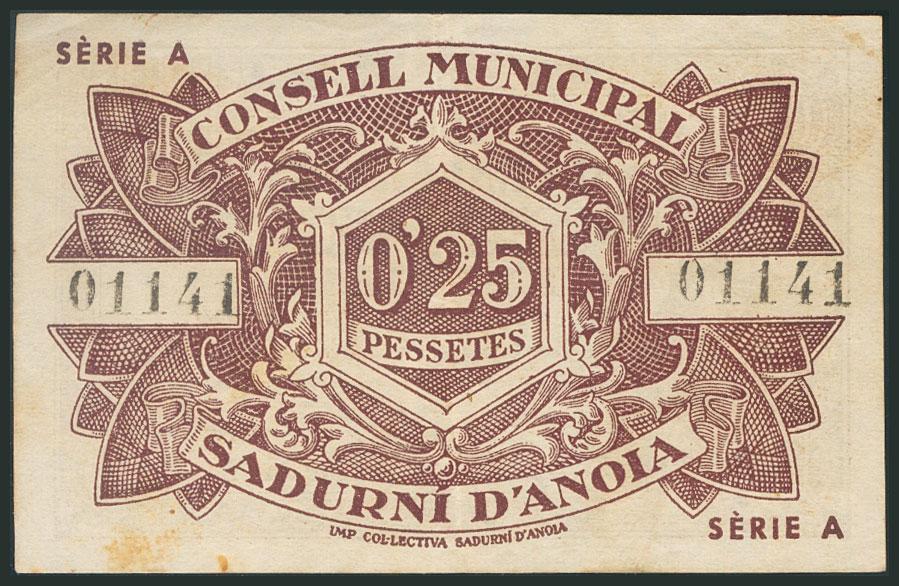 SÈRIE A
CONSELL MUNICIPAL
0'25
PESSETES
01141
01141
SADURNÍ D'ANOIA
IMP COL·LECTIVA SADURNÍ D'ANOIA
SÈRIE A